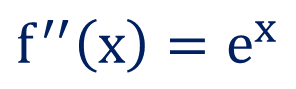 f′′(x) = eˣ